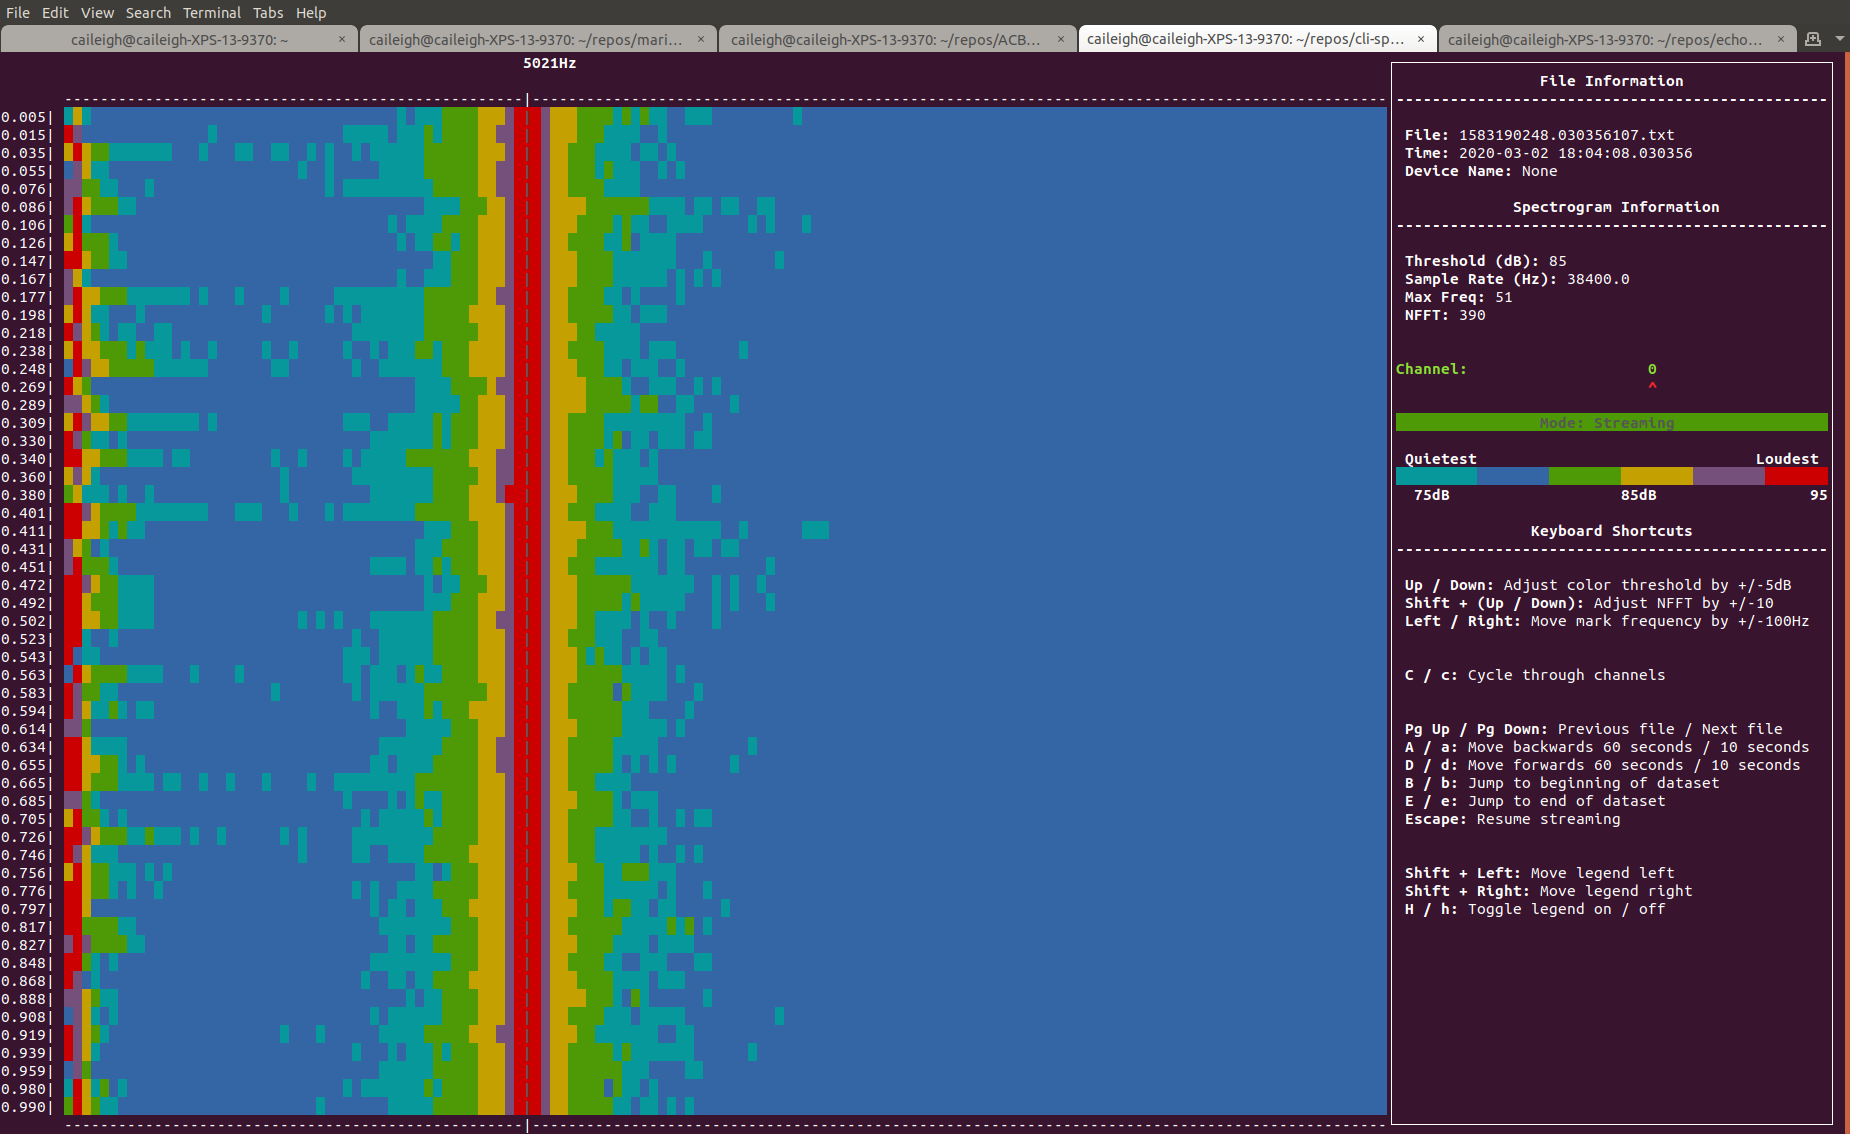 File Edit View Search Terminal Tabs Help
caileigh@caileigh-XPS-13-9370: ~ × caileigh@caileigh-XPS-13-9370: ~/repos/mari... × caileigh@caileigh-XPS-13-9370: ~/repos/ACB... × caileigh@caileigh-XPS-13-9370: ~/repos/cli-sp... × caileigh@caileigh-XPS-13-9370: ~/repos/echo... ×
5021Hz
0.005|
0.015|
0.035|
0.055|
0.076|
0.086|
0.106|
0.126|
0.147|
0.167|
0.177|
0.198|
0.218|
0.238|
0.248|
0.269|
0.289|
0.309|
0.330|
0.340|
0.360|
0.380|
0.401|
0.411|
0.431|
0.451|
0.472|
0.492|
0.502|
0.523|
0.543|
0.563|
0.583|
0.594|
0.614|
0.634|
0.655|
0.665|
0.685|
0.705|
0.726|
0.746|
0.756|
0.776|
0.797|
0.817|
0.827|
0.848|
0.868|
0.888|
0.908|
0.919|
0.939|
0.959|
0.980|
0.990|
File Information
File: 1583190248.030356107.txt
Time: 2020-03-02 18:04:08.030356
Device Name: None
Spectrogram Information
Threshold (dB): 85
Sample Rate (Hz): 38400.0
Max Freq: 51
NFFT: 390
Channel: 0
^
Mode: Streaming
Quietest Loudest
75dB 85dB 95
Keyboard Shortcuts
Up / Down: Adjust color threshold by +/-5dB
Shift + (Up / Down): Adjust NFFT by +/-10
Left / Right: Move mark frequency by +/-100Hz
C / c: Cycle through channels
Pg Up / Pg Down: Previous file / Next file
A / a: Move backwards 60 seconds / 10 seconds
D / d: Move forwards 60 seconds / 10 seconds
B / b: Jump to beginning of dataset
E / e: Jump to end of dataset
Escape: Resume streaming
Shift + Left: Move legend left
Shift + Right: Move legend right
H / h: Toggle legend on / off